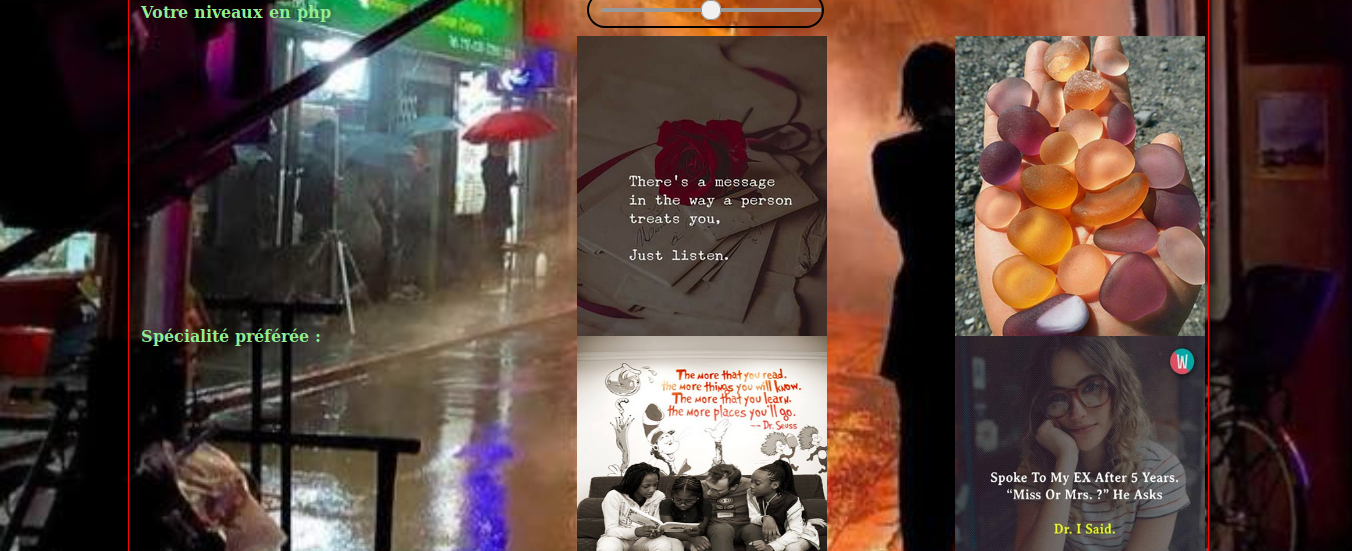 Votre niveaux en php
There's a message
in the way a person
treats you,
Just listen.
Spécialité préférée :
The more that you read.
the more things you will know.
The more that you learn.
the more places you'll go.
-- Dr. Seuss
W
Spoke To My EX After 5 Years.
“Miss Or Mrs. ?” He Asks
Dr. I Said.